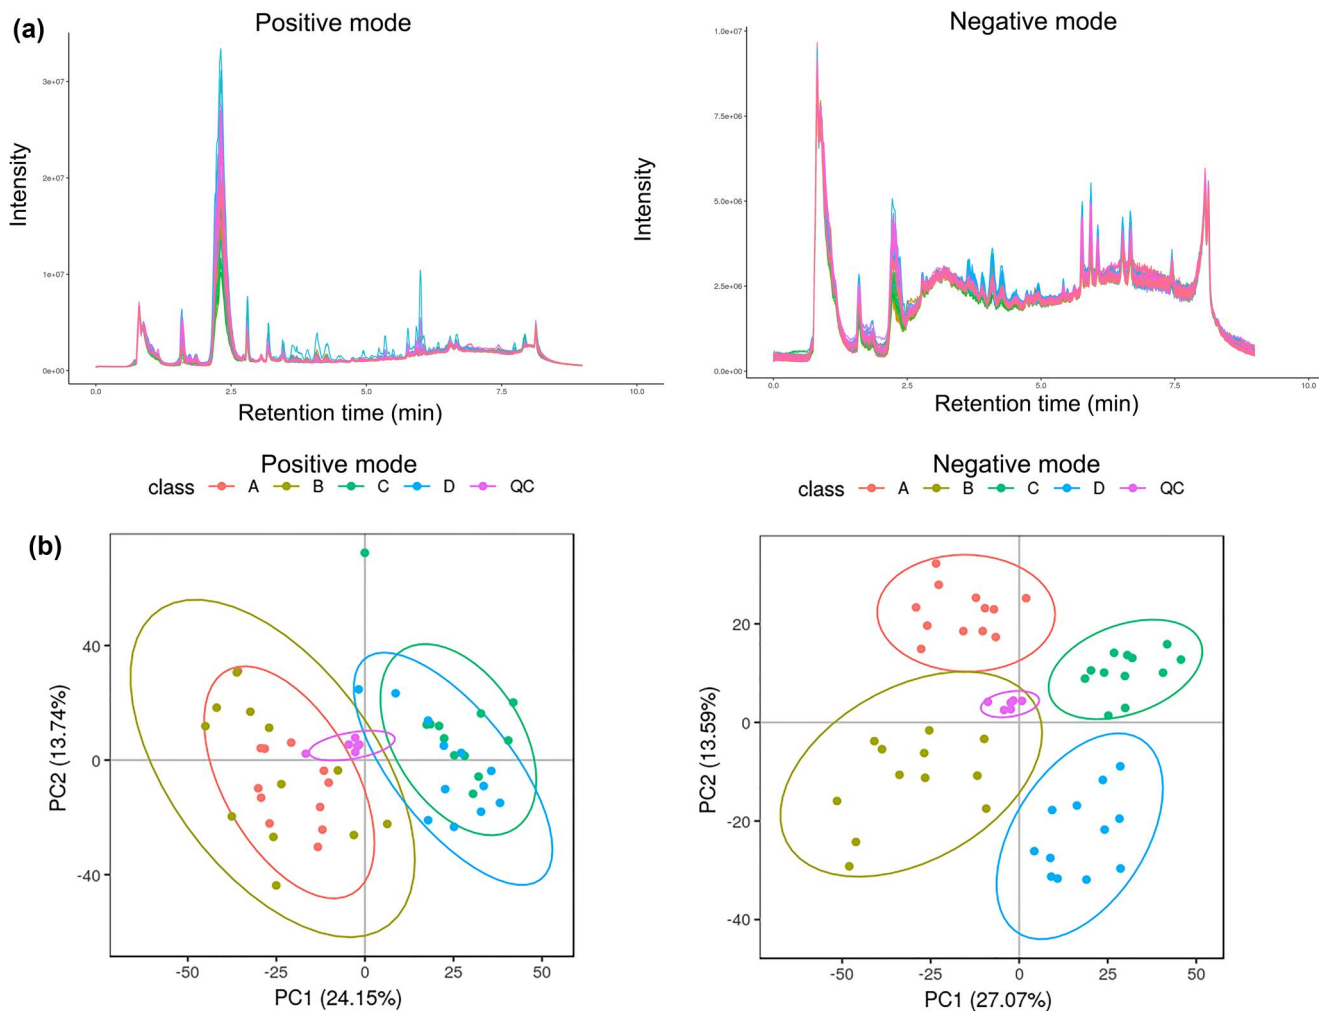 (a)
Positive mode
Intensity
3e+07
2e+07
1e+07
0e+00
0.0 2.5 5.0 7.5 10.0
Retention time (min)
Negative mode
Intensity
1.0e+07
7.5e+06
5.0e+06
2.5e+06
0.0e+00
0.0 2.5 5.0 7.5 10.0
Retention time (min)
(b)
Positive mode
class A B C D QC
PC2 (13.74%)
40
0
-40
-50 -25 0 25 50
PC1 (24.15%)
Negative mode
class A B C D QC
PC2 (13.59%)
20
0
-20
-40
-50 -25 0 25 50
PC1 (27.07%)